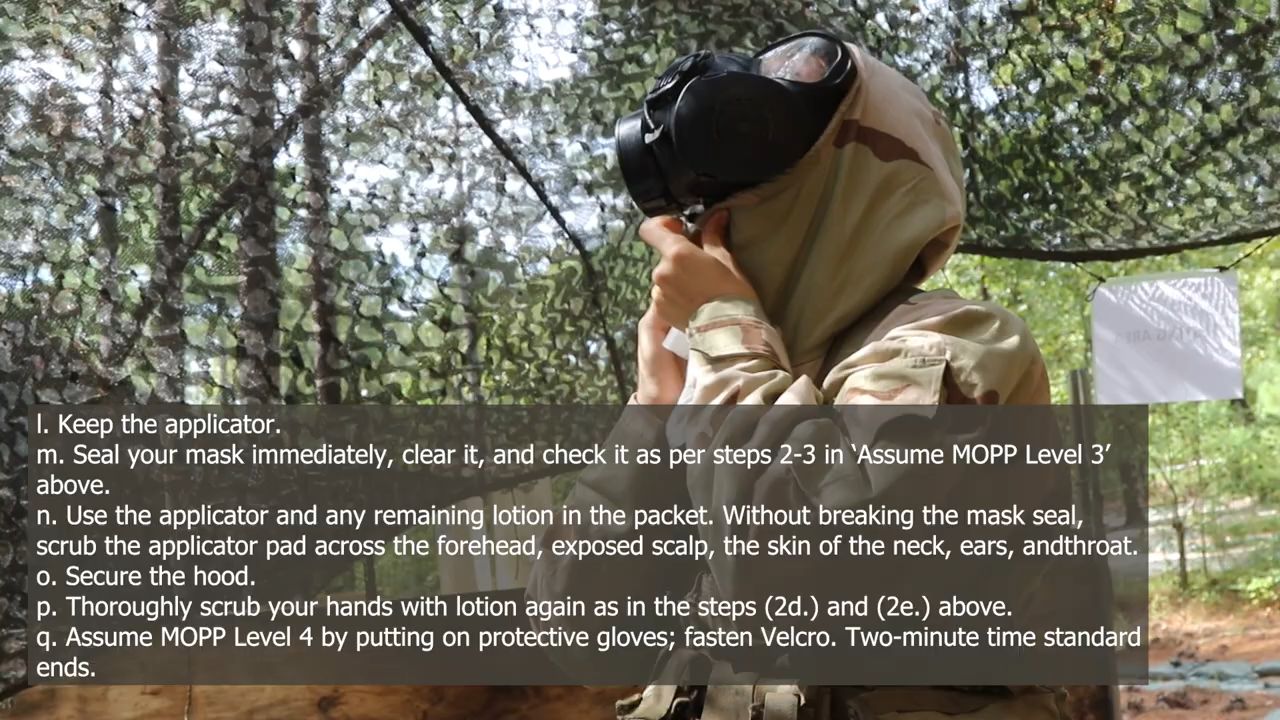 l. Keep the applicator.
m. Seal your mask immediately, clear it, and check it as per steps 2-3 in ‘Assume MOPP Level 3’
above.
n. Use the applicator and any remaining lotion in the packet. Without breaking the mask seal,
scrub the applicator pad across the forehead, exposed scalp, the skin of the neck, ears, andthroat.
o. Secure the hood.
p. Thoroughly scrub your hands with lotion again as in the steps (2d.) and (2e.) above.
q. Assume MOPP Level 4 by putting on protective gloves; fasten Velcro. Two-minute time standard
ends.